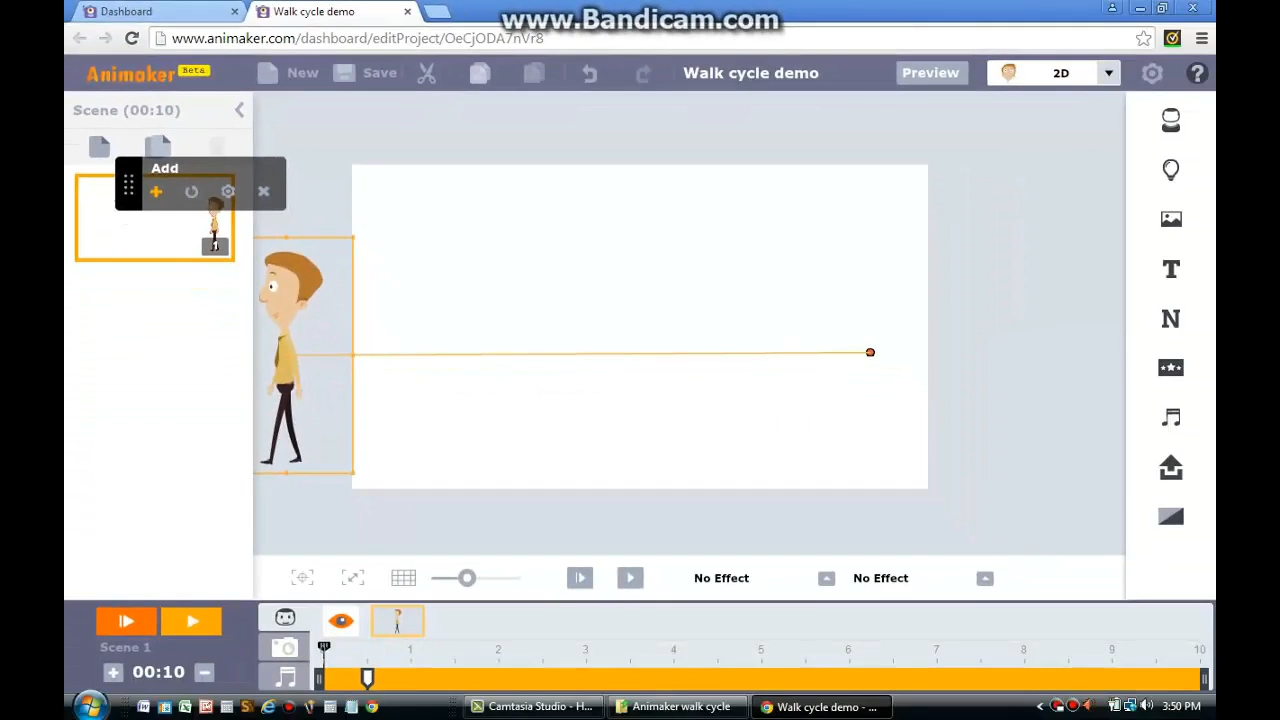 www.Bandicam.com
Dashboard
Walk cycle demo
www.animaker.com/dashboard/editProject/OeCjODA7nVr8
Animaker Beta
New
Save
Walk cycle demo
Preview
2D
Scene (00:10)
Add
1
T
N
No Effect
No Effect
Scene 1
00:10
1 2 3 4 5 6 7 8 9 10
Camtasia Studio - H...
Animaker walk cycle
Walk cycle demo - ...
3:50 PM